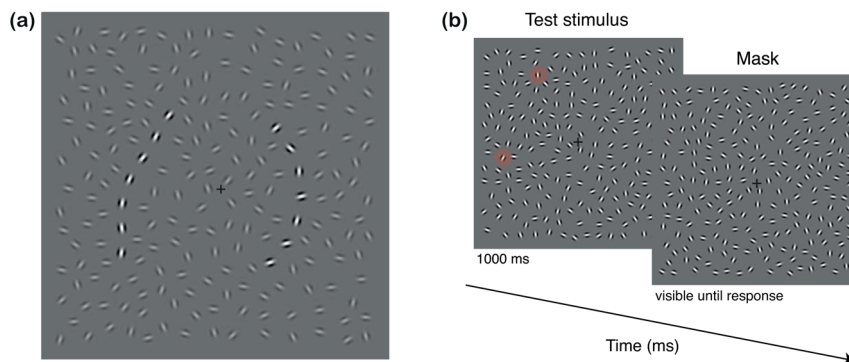 (a)
(b)
Test stimulus
Mask
1000 ms
visible until response
Time (ms)